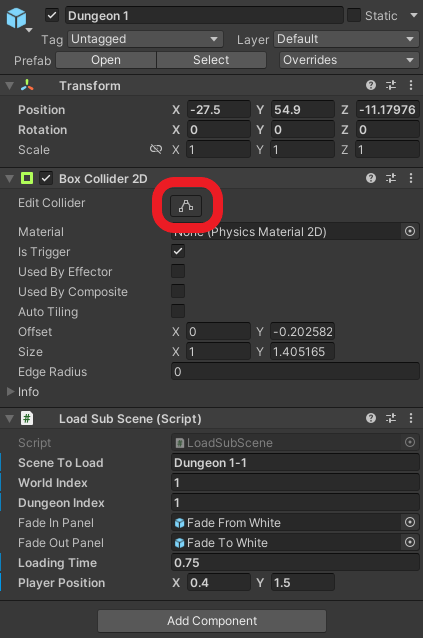 Dungeon 1 Static
Tag Untagged Layer Default
Prefab Open Select Overrides
Transform
Position X -27.5 Y 54.9 Z -11.17976
Rotation X 0 Y 0 Z 0
Scale X 1 Y 1 Z 1
Box Collider 2D
Edit Collider
Material None (Physics Material 2D)
Is Trigger
Used By Effector
Used By Composite
Auto Tiling
Offset X 0 Y -0.202582
Size X 1 Y 1.405165
Edge Radius 0
Info
# Load Sub Scene (Script)
Script # LoadSubScene
Scene To Load Dungeon 1-1
World Index 1
Dungeon Index 1
Fade In Panel Fade From White
Fade Out Panel Fade To White
Loading Time 0.75
Player Position X 0.4 Y 1.5
Add Component